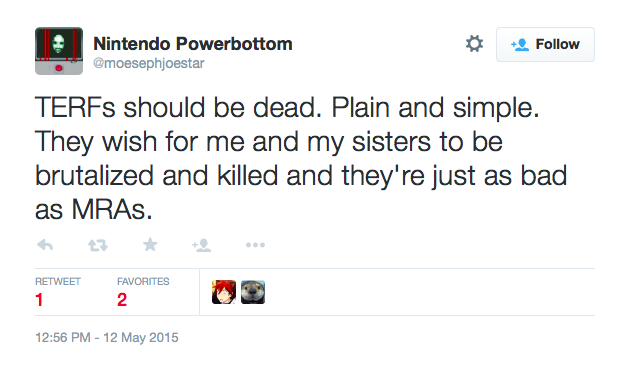 Nintendo Powerbottom
@moesephjoestar
Follow
TERFs should be dead. Plain and simple.
They wish for me and my sisters to be
brutalized and killed and they're just as bad
as MRAs.
RETWEET
1
FAVORITES
2
12:56 PM - 12 May 2015